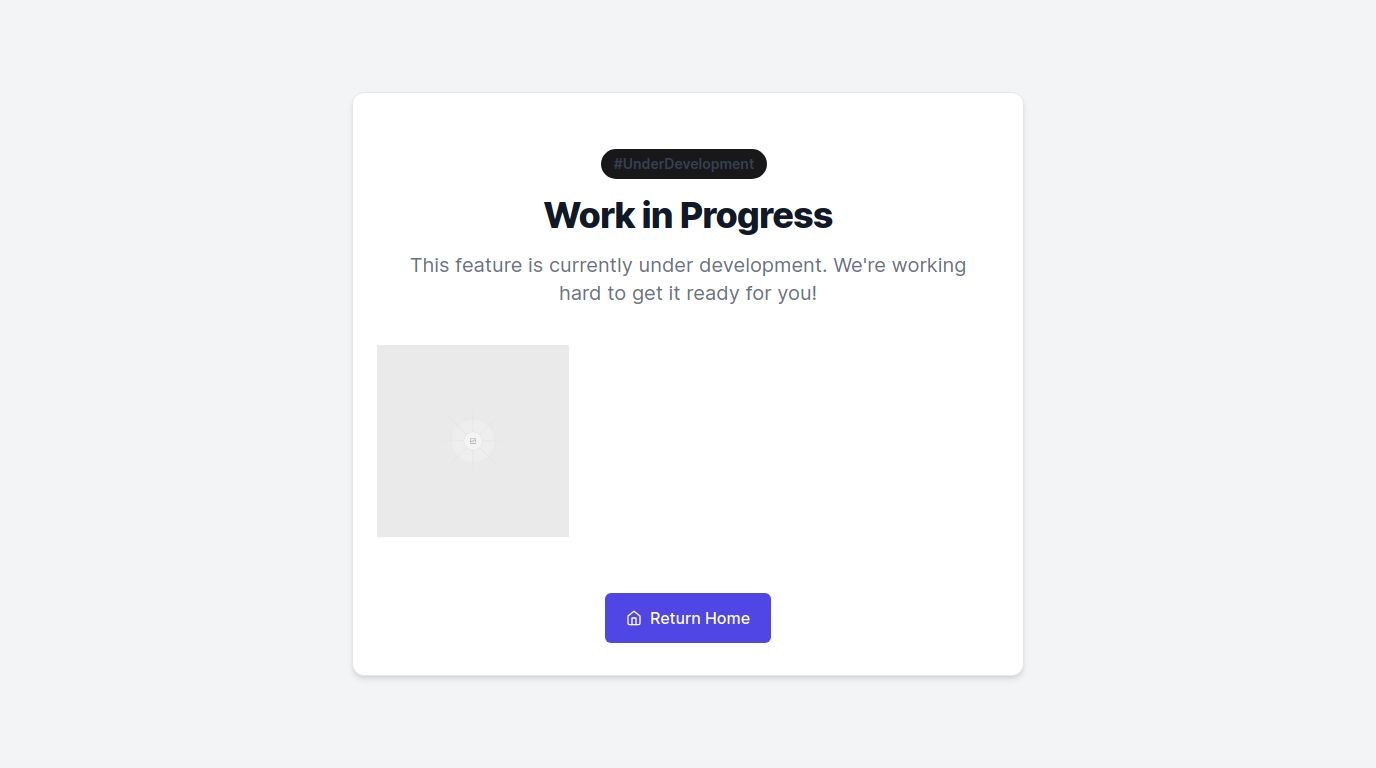 #UnderDevelopment
Work in Progress
This feature is currently under development. We're working
hard to get it ready for you!
Return Home